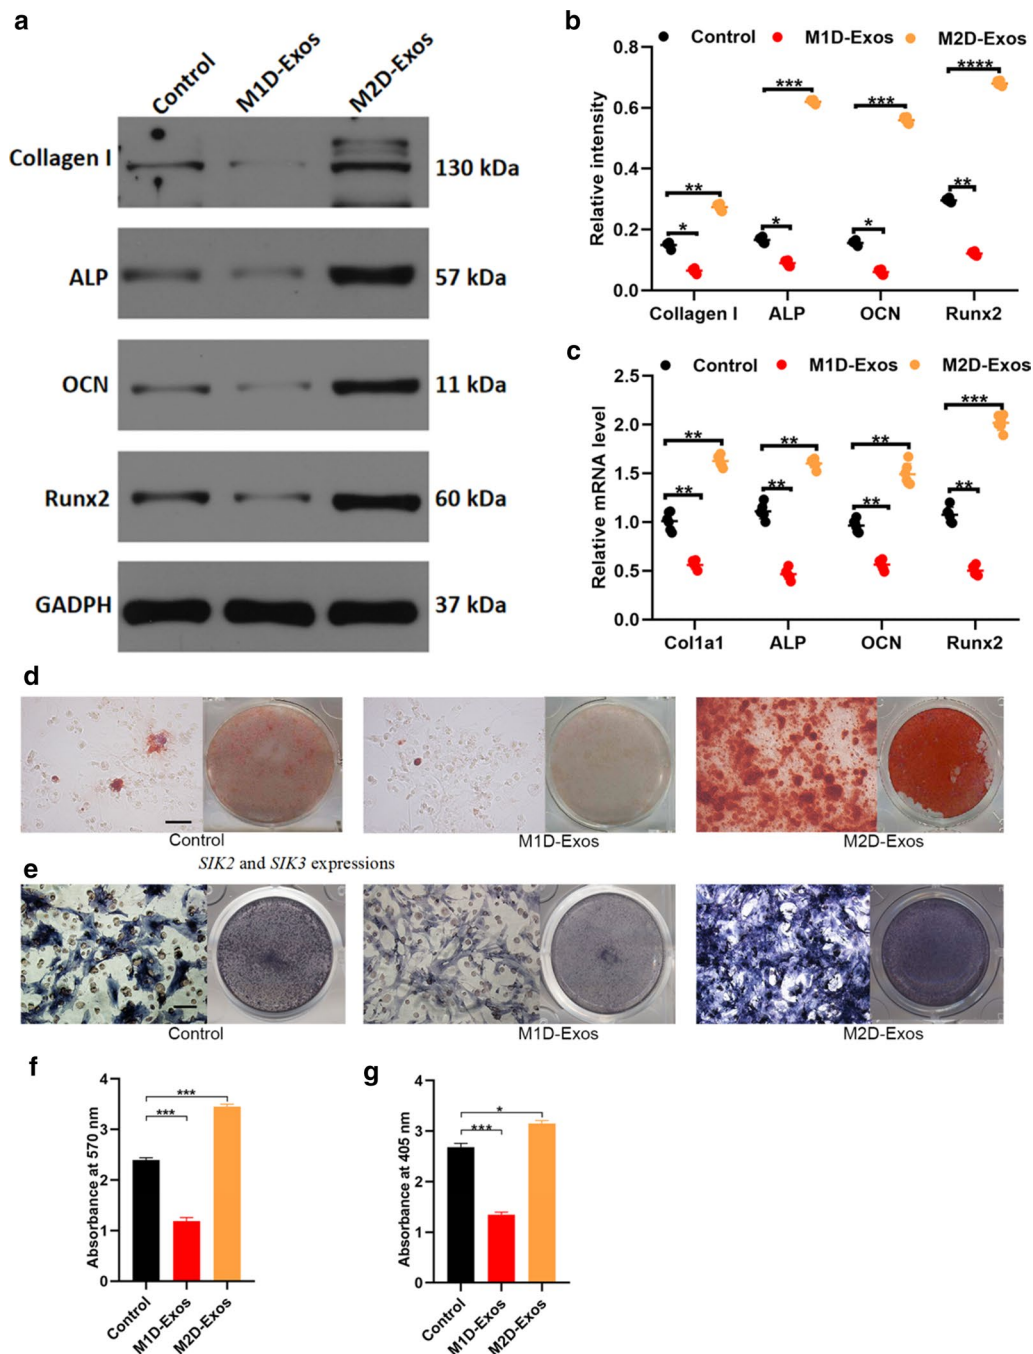 a
Control
M1D-Exos
M2D-Exos
Collagen I
130 kDa
ALP
57 kDa
OCN
11 kDa
Runx2
60 kDa
GADPH
37 kDa
b
Control M1D-Exos M2D-Exos
Relative intensity
0.8
0.6
0.4
0.2
0.0
** * *** * *** * **** **
Collagen I ALP OCN Runx2
c
Control M1D-Exos M2D-Exos
Relative mRNA level
2.5
2.0
1.5
1.0
0.5
0.0
** ** ** ** ** ** *** **
Col1a1 ALP OCN Runx2
d
Control M1D-Exos M2D-Exos
SIK2 and SIK3 expressions
e
Control M1D-Exos M2D-Exos
f
Absorbance at 570 nm
4
3
2
1
0
***
***
Control
M1D-Exos
M2D-Exos
g
Absorbance at 405 nm
4
3
2
1
0
*
***
Control
M1D-Exos
M2D-Exos